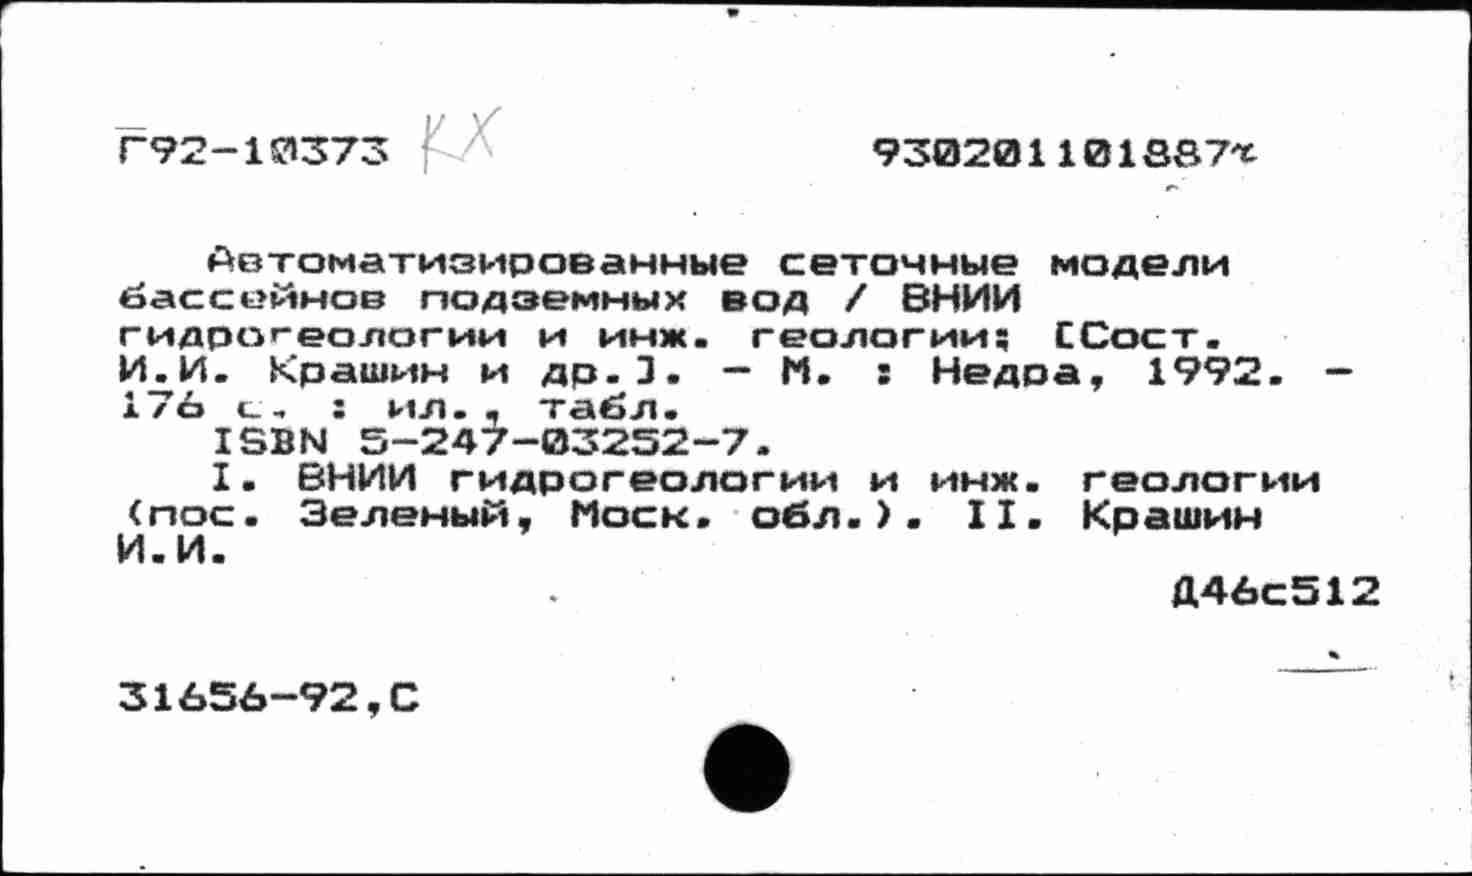 Г92-10373 КХ 930201101887
Автоматизированные сеточные модели
бассейнов подземных вод / ВНИИ
гидрогеологии и инж. геологии; [Сост.
И.И. Крашин и др.]. - М. : Недра, 1992. -
176 с. : ил., табл.
ISBN 5-247-03252-7.
I. ВНИИ гидрогеологии и инж. геологии
(пос. Зеленый, Моск. обл.). II. Крашин
И.И.
Д46с512
31656-92,С